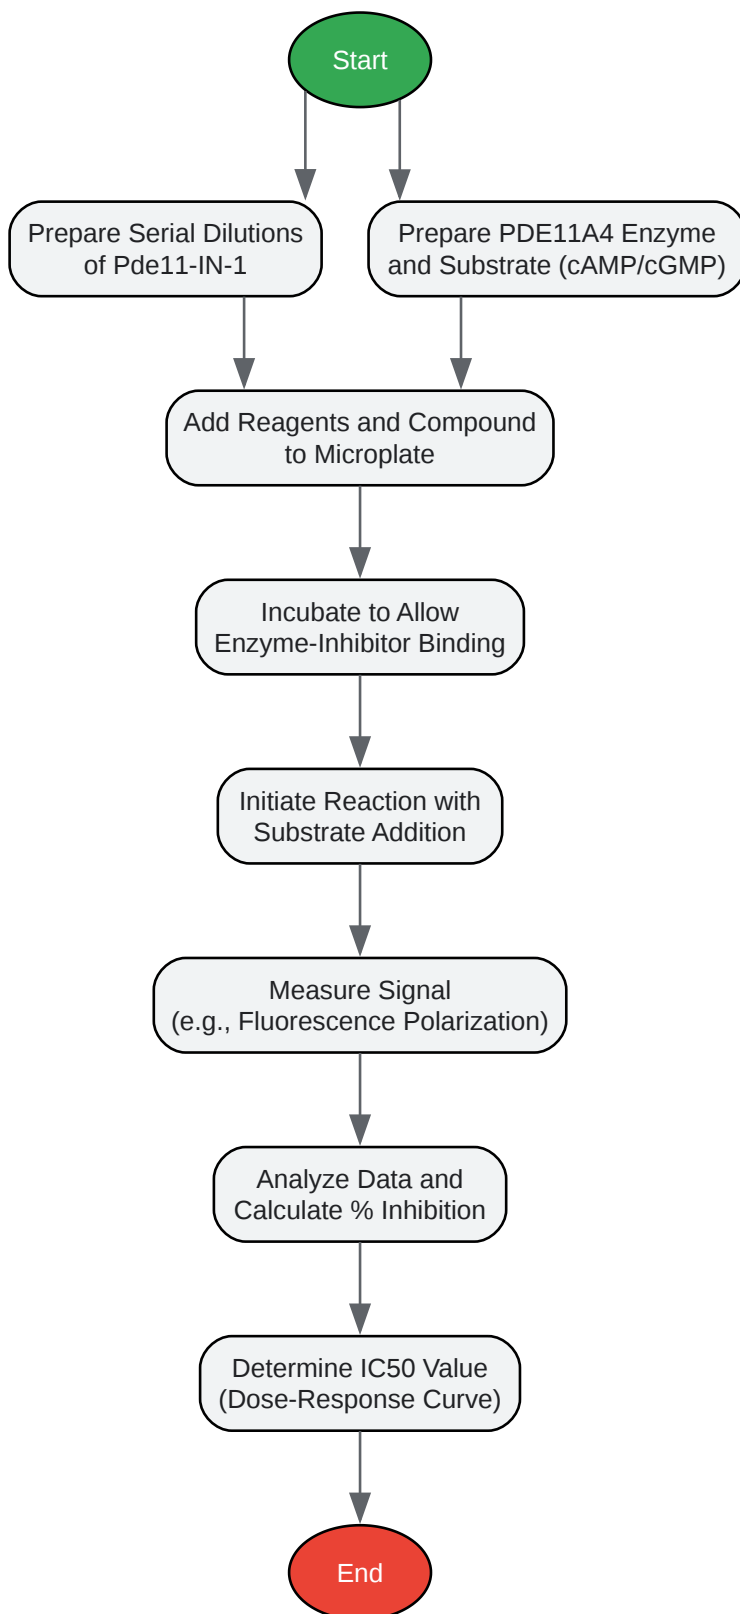 Start
Prepare Serial Dilutions
of Pde11-IN-1
Prepare PDE11A4 Enzyme
and Substrate (cAMP/cGMP)
Add Reagents and Compound
to Microplate
Incubate to Allow
Enzyme-Inhibitor Binding
Initiate Reaction with
Substrate Addition
Measure Signal
(e.g., Fluorescence Polarization)
Analyze Data and
Calculate % Inhibition
Determine IC50 Value
(Dose-Response Curve)
End